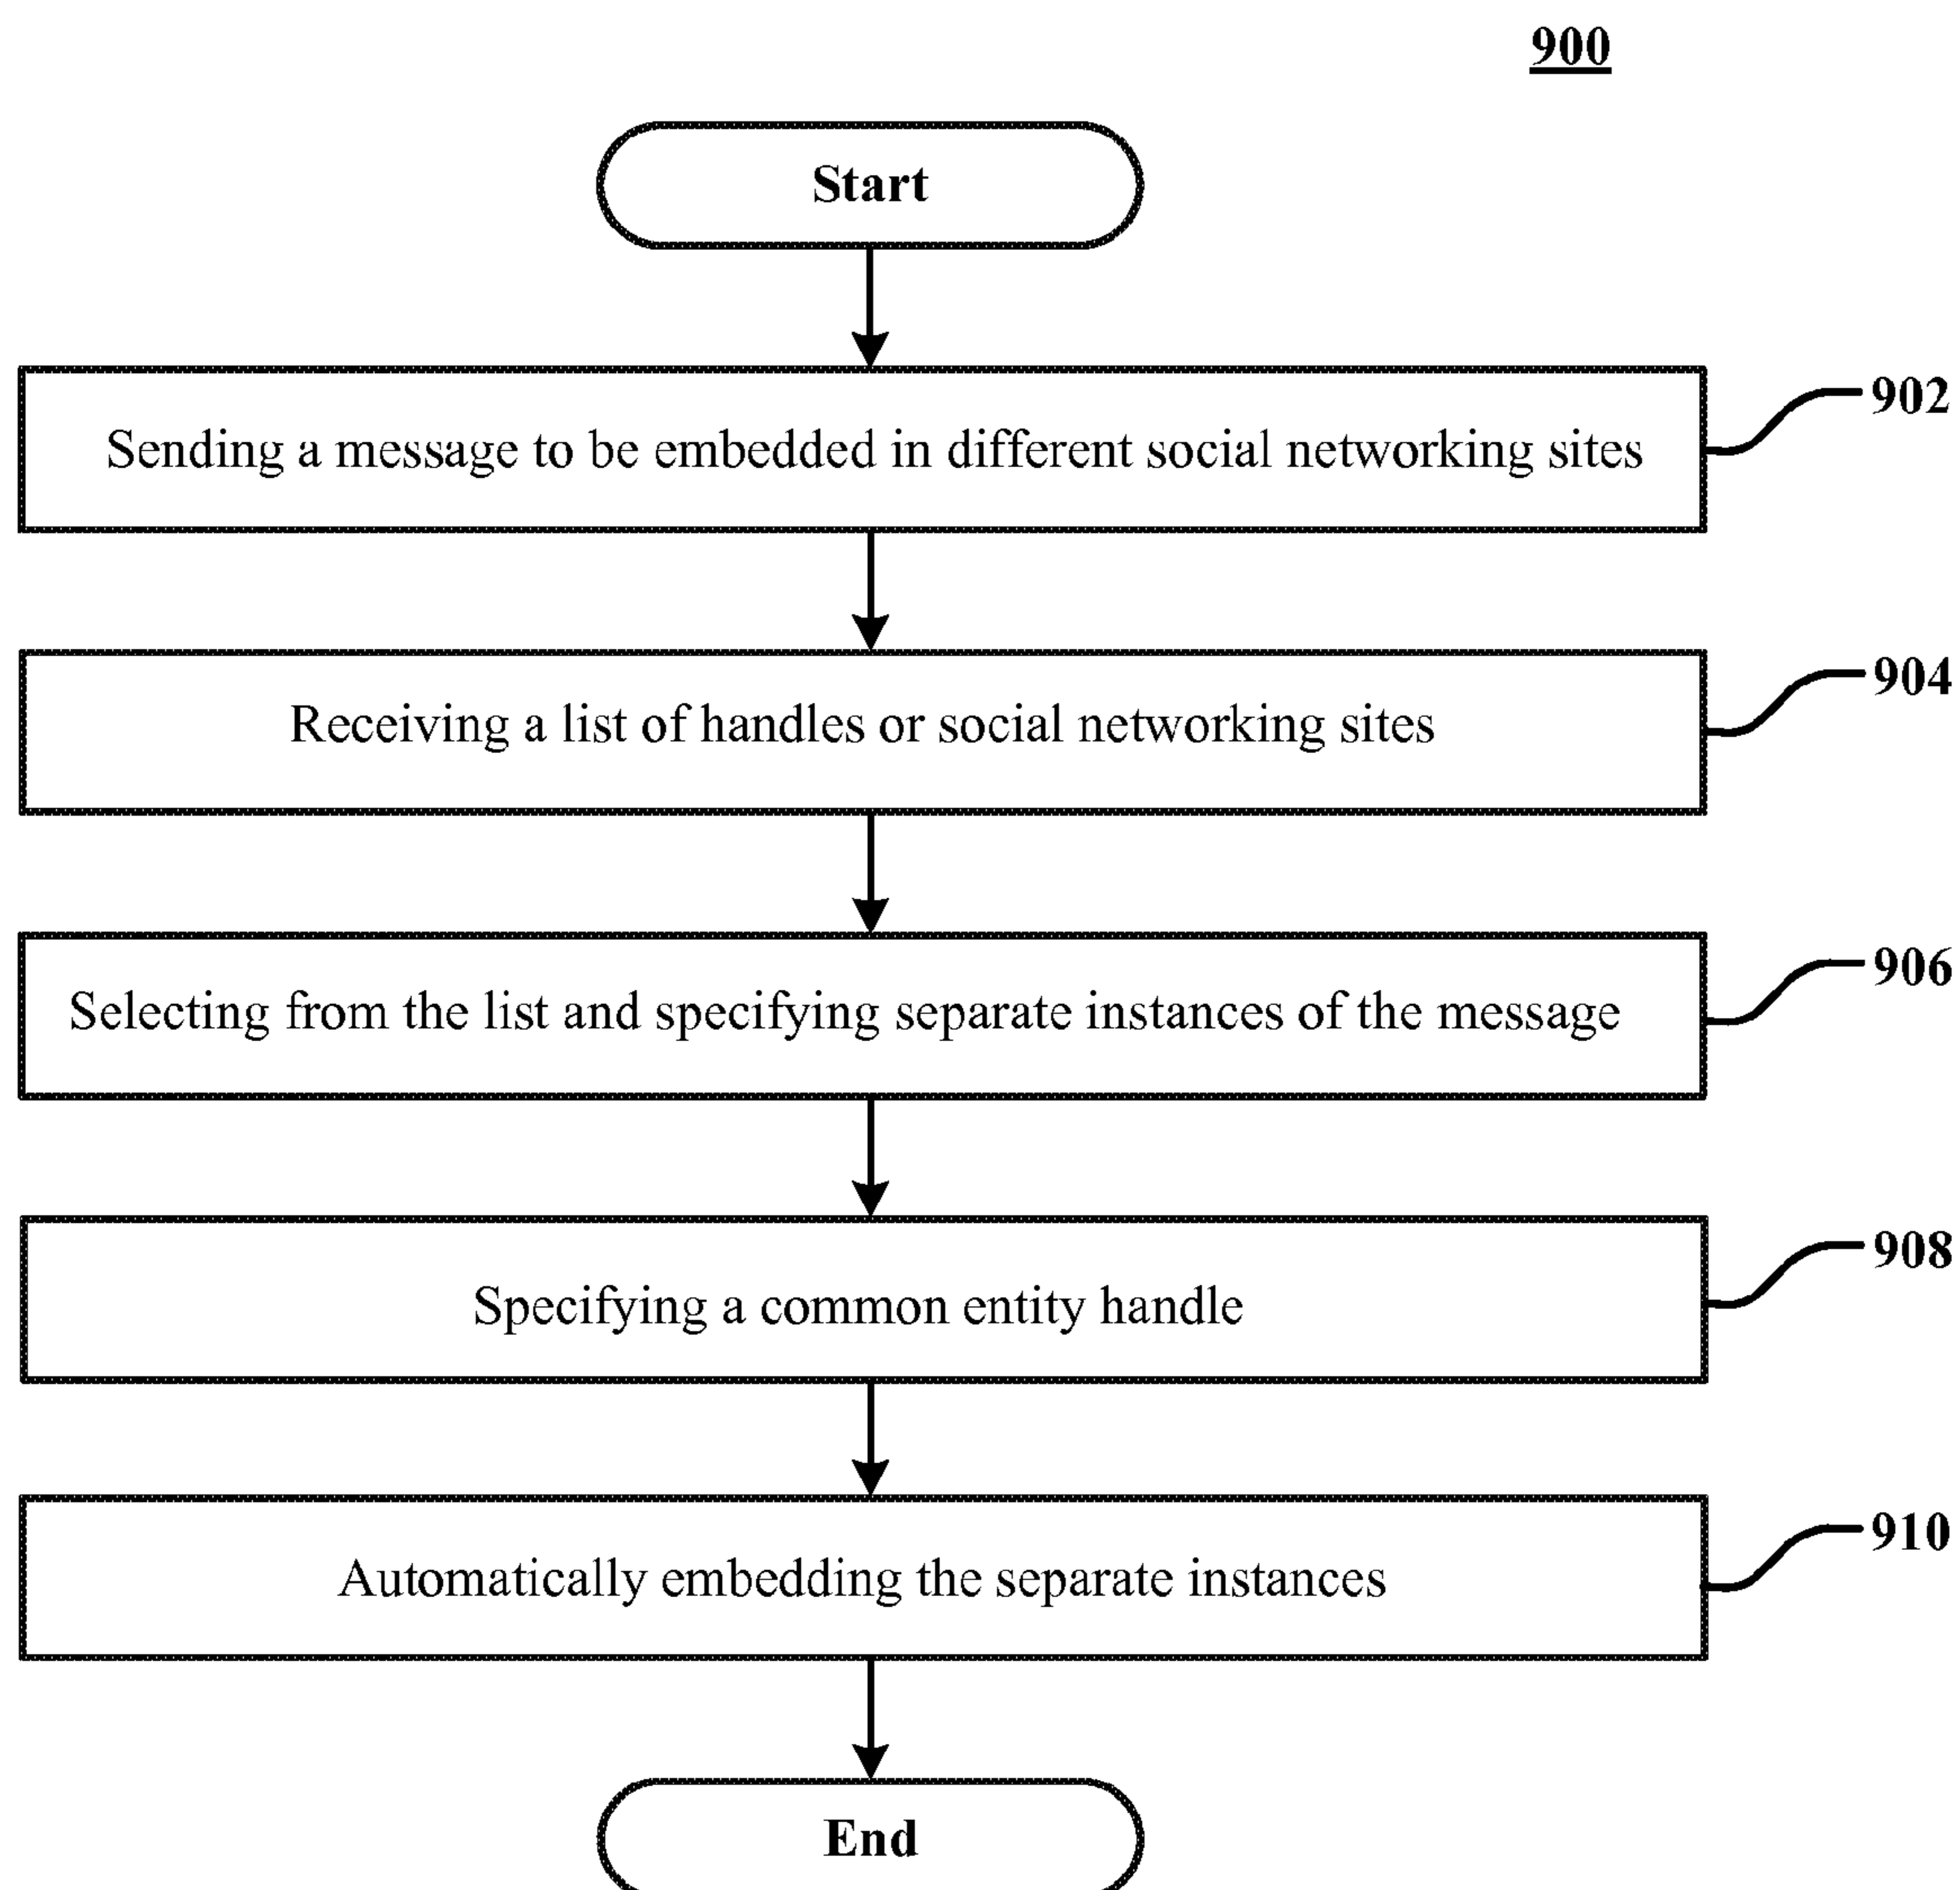 900
Start
Sending a message to be embedded in different social networking sites
902
Receiving a list of handles or social networking sites
904
Selecting from the list and specifying separate instances of the message
906
Specifying a common entity handle
908
Automatically embedding the separate instances
910
End